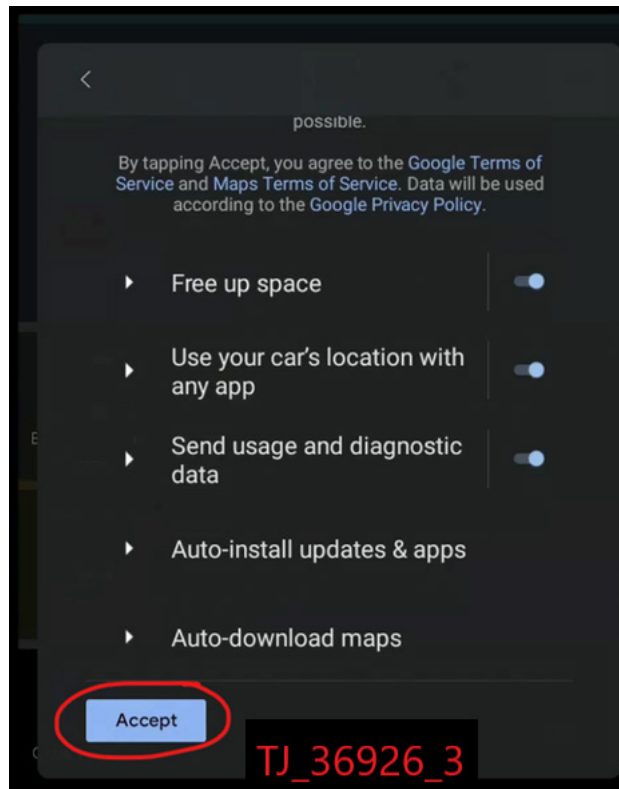 possible.
By tapping Accept, you agree to the Google Terms of
Service and Maps Terms of Service. Data will be used
according to the Google Privacy Policy.
Free up space
Use your car's location with
any app
Send usage and diagnostic
data
Auto-install updates & apps
Auto-download maps
Accept
TJ_36926_3